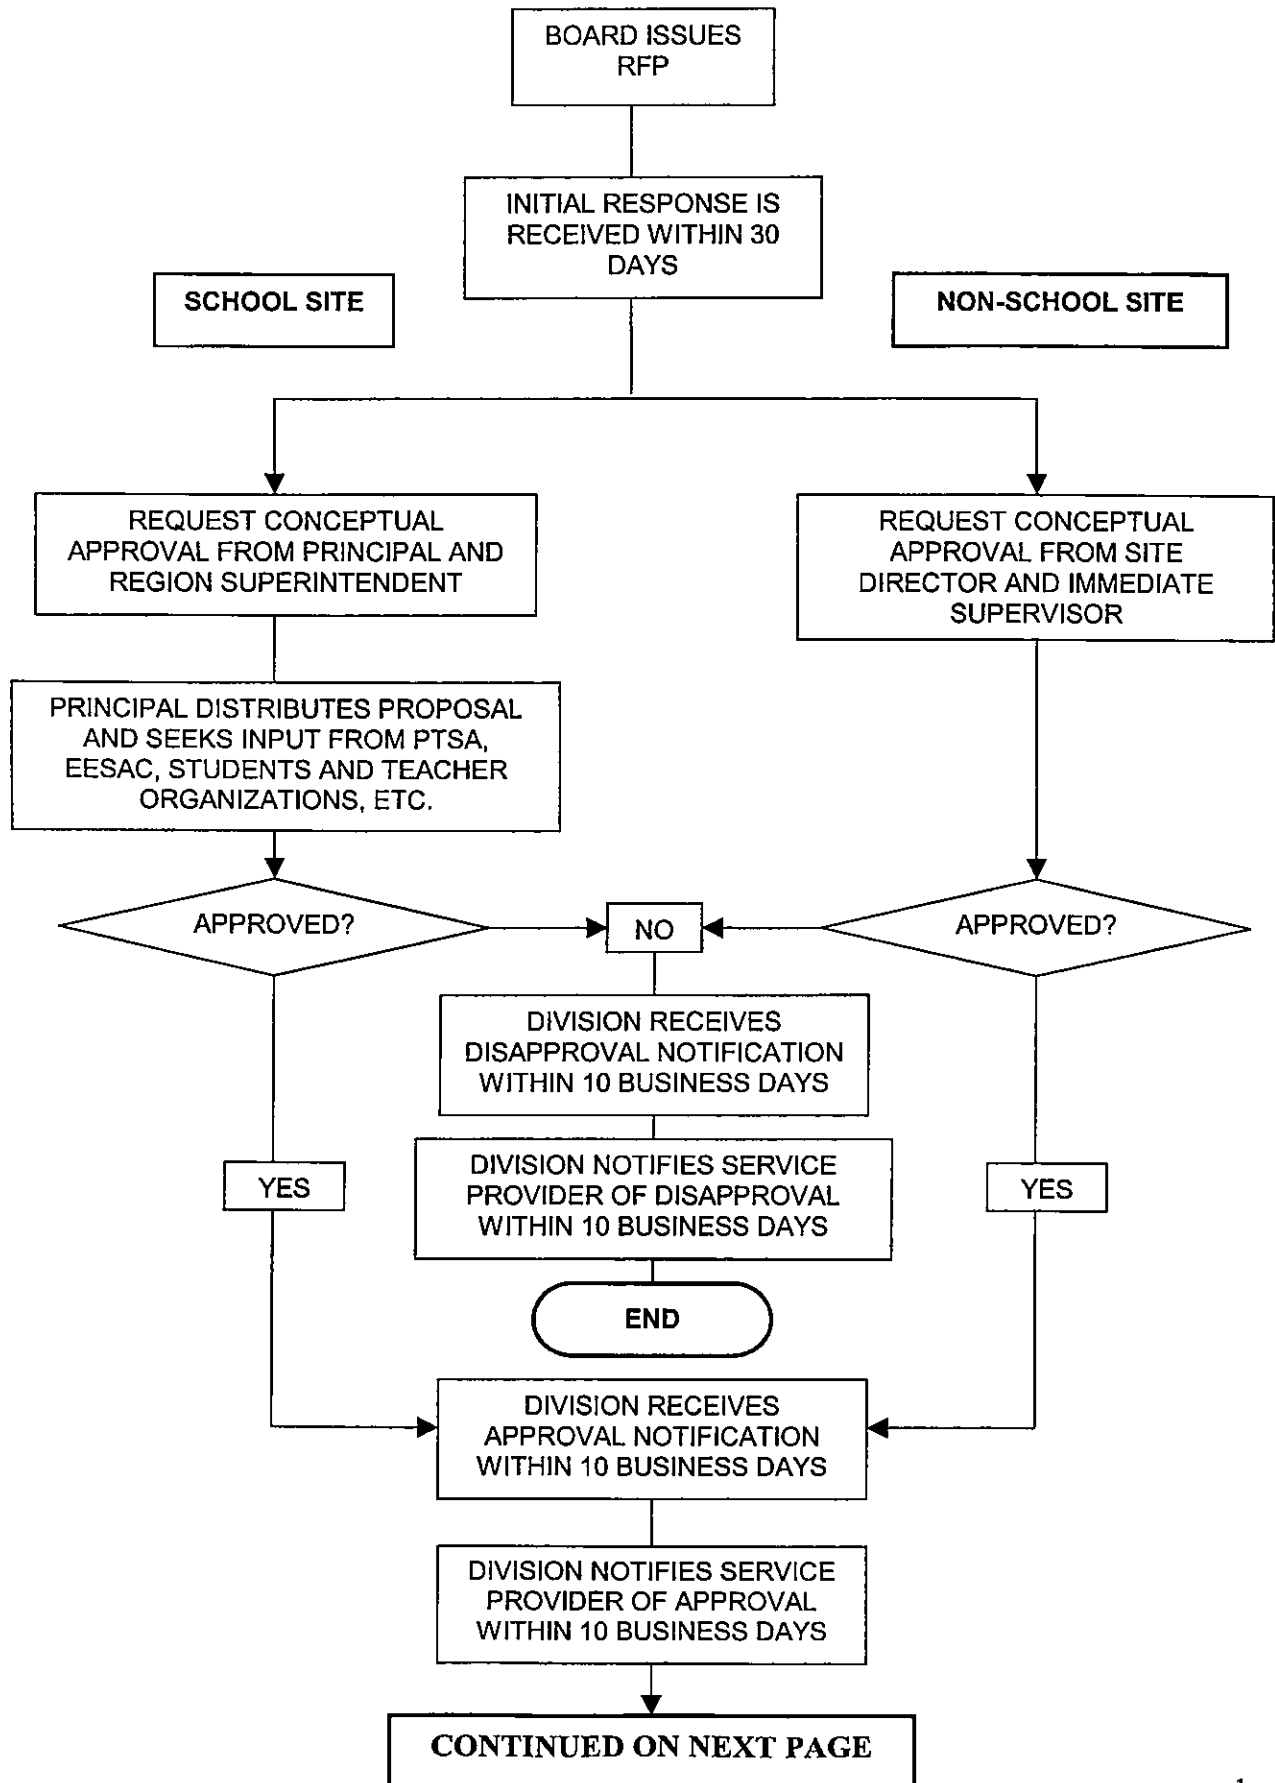 BOARD ISSUES
RFP
INITIAL RESPONSE IS
RECEIVED WITHIN 30
DAYS
SCHOOL SITE
NON-SCHOOL SITE
REQUEST CONCEPTUAL
APPROVAL FROM PRINCIPAL AND
REGION SUPERINTENDENT
REQUEST CONCEPTUAL
APPROVAL FROM SITE
DIRECTOR AND IMMEDIATE
SUPERVISOR
PRINCIPAL DISTRIBUTES PROPOSAL
AND SEEKS INPUT FROM PTSA,
EESAC, STUDENTS AND TEACHER
ORGANIZATIONS, ETC.
APPROVED?
NO
APPROVED?
DIVISION RECEIVES
DISAPPROVAL NOTIFICATION
WITHIN 10 BUSINESS DAYS
YES
DIVISION NOTIFIES SERVICE
PROVIDER OF DISAPPROVAL
WITHIN 10 BUSINESS DAYS
YES
END
DIVISION RECEIVES
APPROVAL NOTIFICATION
WITHIN 10 BUSINESS DAYS
DIVISION NOTIFIES SERVICE
PROVIDER OF APPROVAL
WITHIN 10 BUSINESS DAYS
CONTINUED ON NEXT PAGE
1